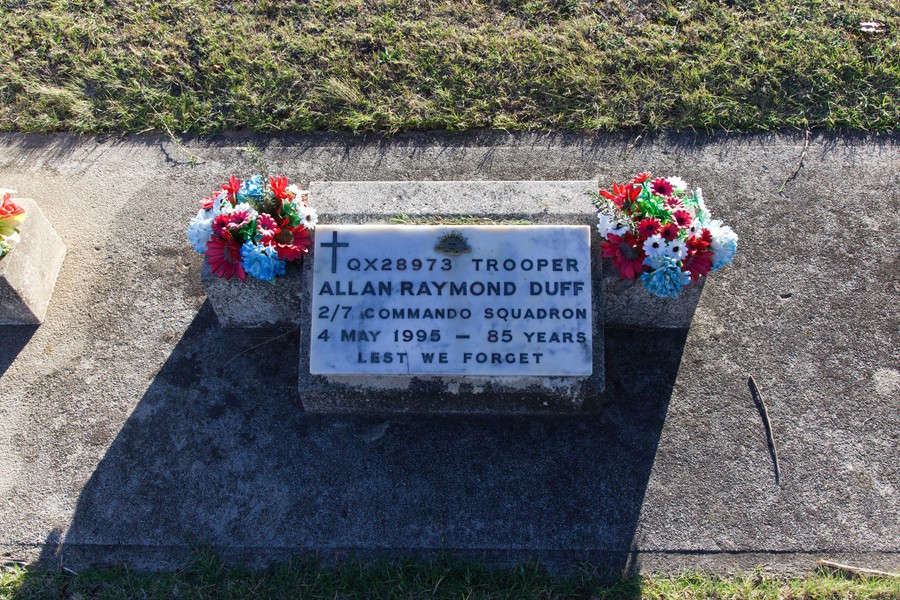 QX28973 TROOPER
ALLAN RAYMOND DUFF
2/7 COMMANDO SQUADRON
4 MAY 1995 — 85 YEARS
LEST WE FORGET